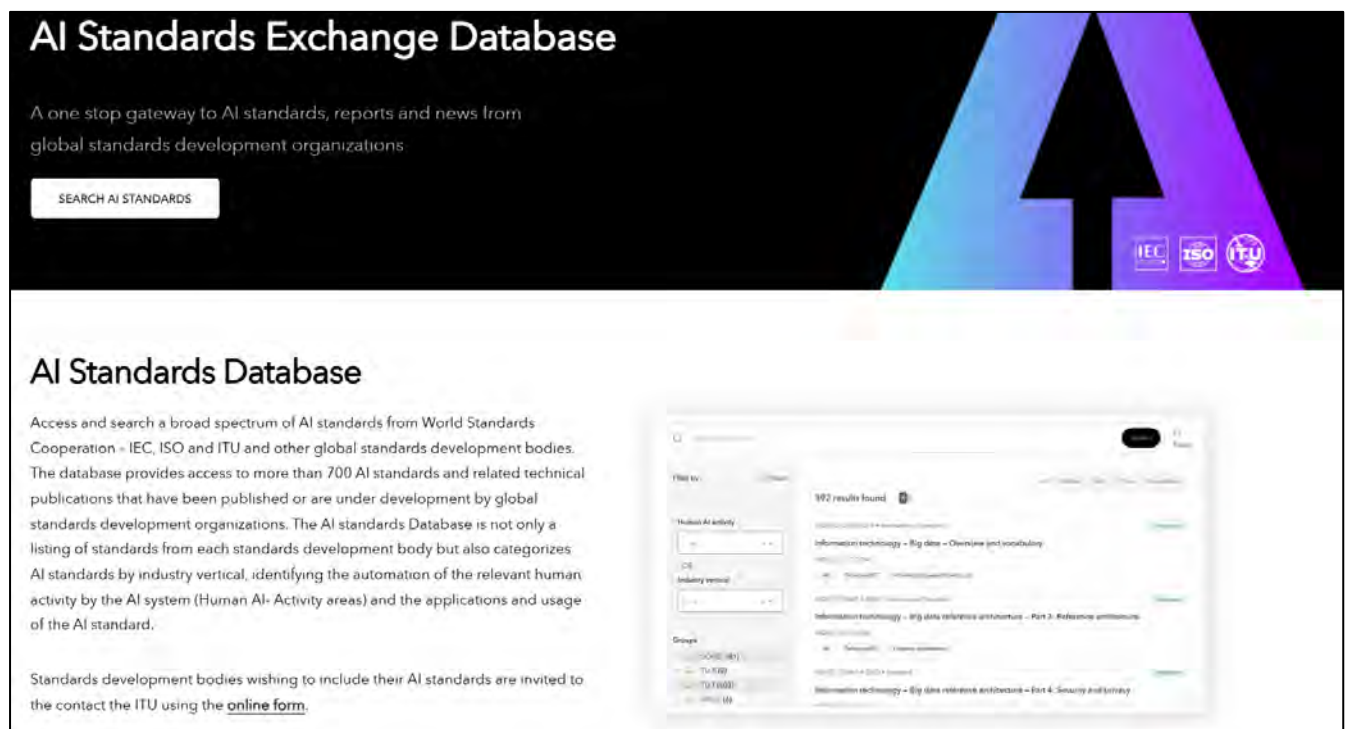 AI Standards Exchange Database
A one stop gateway to AI standards, reports and news from
global standards development organizations
SEARCH AI STANDARDS
IEC
ISO
ITU
AI Standards Database
Access and search a broad spectrum of AI standards from World Standards
Cooperation - IEC, ISO and ITU and other global standards development bodies.
The database provides access to more than 700 AI standards and related technical
publications that have been published or are under development by global
standards development organizations. The AI standards Database is not only a
listing of standards from each standards development body but also categorizes
AI standards by industry vertical, identifying the automation of the relevant human
activity by the AI system (Human AI- Activity areas) and the applications and usage
of the AI standard.
Standards development bodies wishing to include their AI standards are invited to
the contact the ITU using the online form.
Filter by
592 results found
Human AI activity
Information technology – Big data – Overview and vocabulary
OR
Industry vertical
Information technology – Big data reference architecture – Part 3: Reference architecture
Groups
Information technology – Big data reference architecture – Part 4: Security and privacy